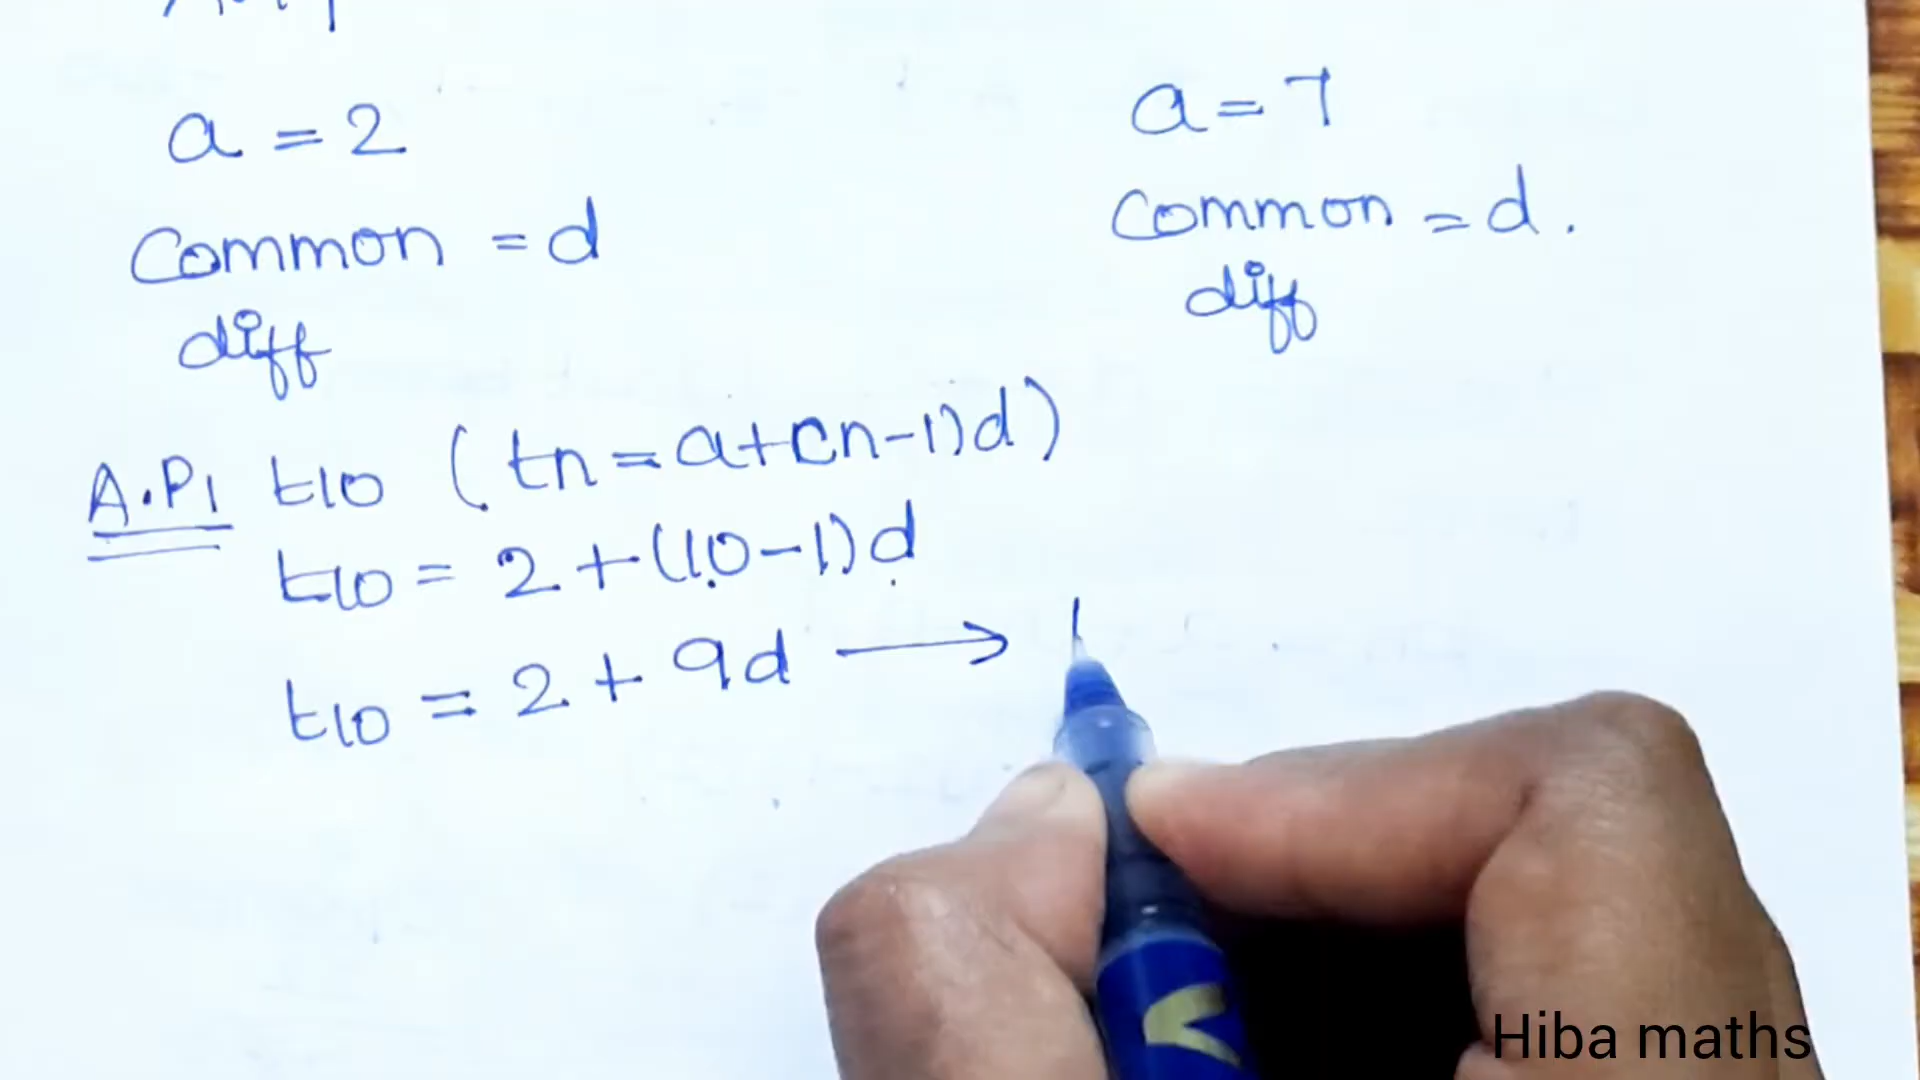 a = 2
Common = d
diff
a = 7
Common = d.
diff
A.P1 t10 (tn = a+(n-1)d)
t10 = 2 + (10-1)d
t10 = 2 + 9d → 1
Hiba maths